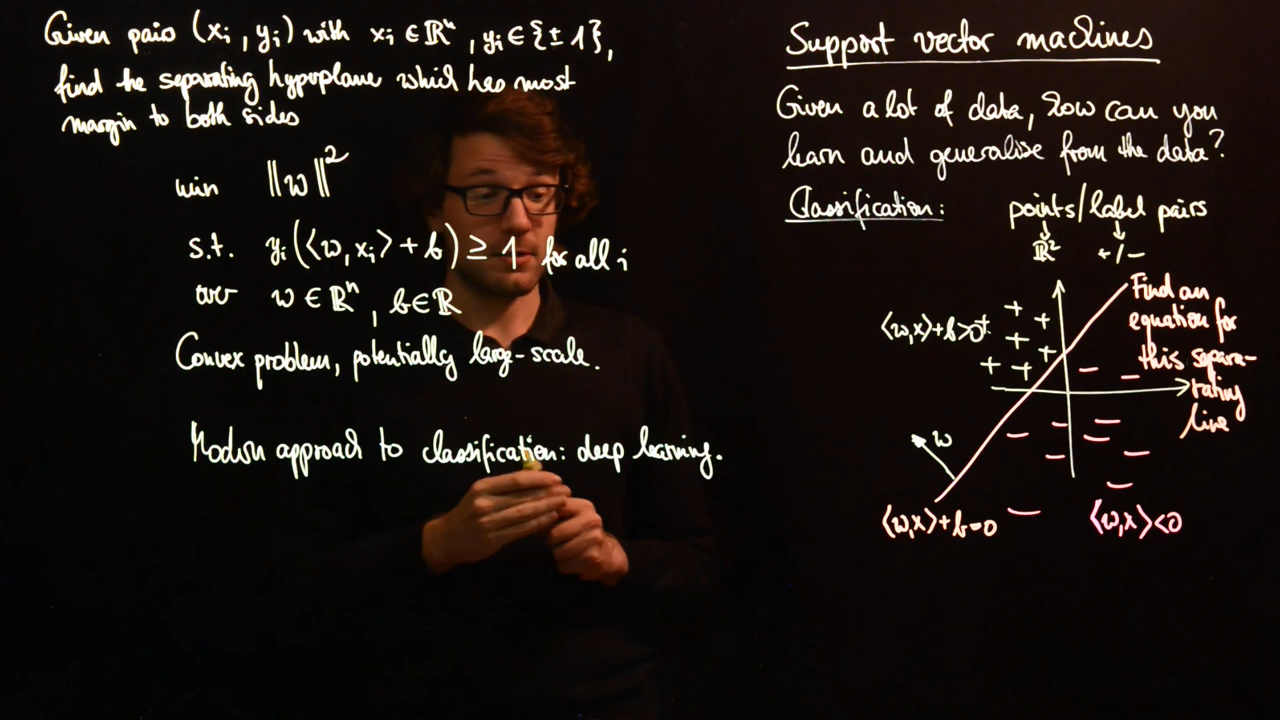 Given pairs (xᵢ, yᵢ) with xᵢ ∈ ℝⁿ, yᵢ ∈ {±1},
find the separating hyperplane which has most
margin to both sides
min ‖w‖²
s.t. yᵢ(⟨w, xᵢ⟩ + b) ≥ 1 for all i
over w ∈ ℝⁿ, b ∈ ℝ
Convex problem, potentially large-scale.
Modern approach to classification: deep learning.
Support vector machines
Given a lot of data, how can you
learn and generalise from the data?
Classification: points/label pairs
ℝ² +/−
⟨w,x⟩+b>0
Find an
equation for
this separa-
rating
line
w
⟨w,x⟩+b=0
⟨w,x⟩<0